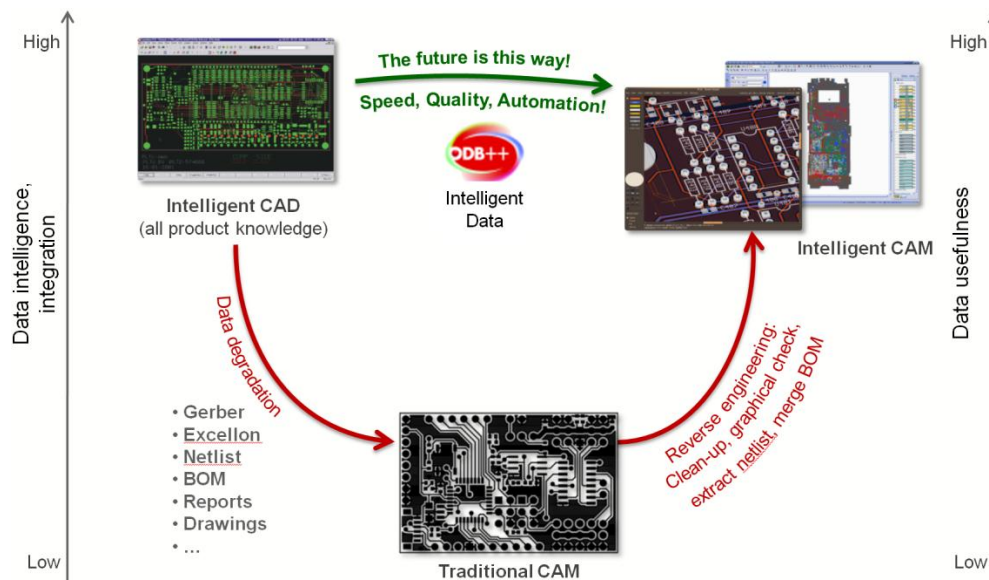 High
Data intelligence,
integration
Low
Intelligent CAD
(all product knowledge)
The future is this way!
Speed, Quality, Automation!
ODB++
Intelligent
Data
High
Data usefulness
Low
Intelligent CAM
Data degradation
• Gerber
• Excellon
• Netlist
• BOM
• Reports
• Drawings
• ...
Traditional CAM
Reverse engineering:
Clean-up, graphical check,
extract netlist, merge BOM